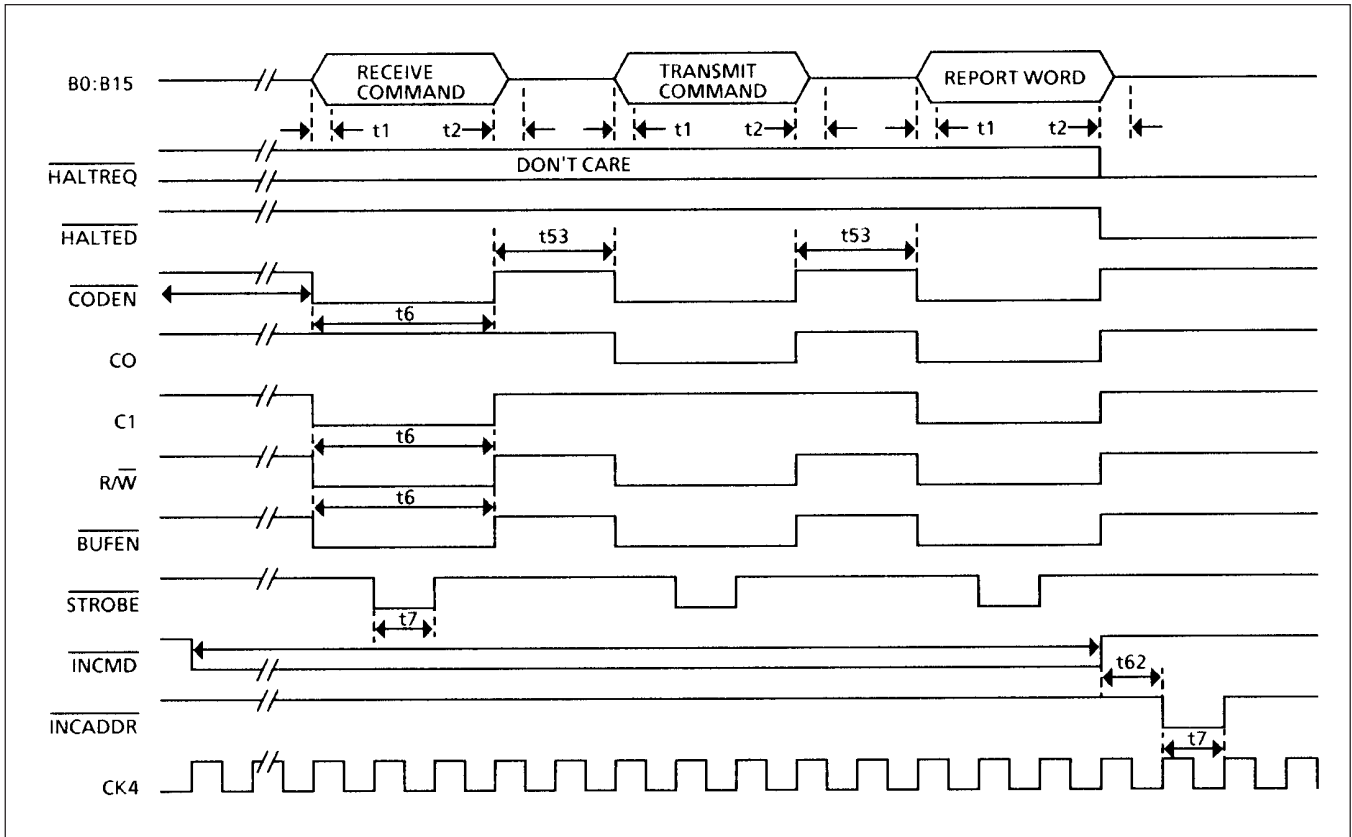 B0:B15
RECEIVE
COMMAND
TRANSMIT
COMMAND
REPORT WORD
t1
t2
t1
t2
t1
t2
HALTREQ
DON'T CARE
HALTED
t53
t53
CODEN
t6
CO
C1
t6
R/W
t6
BUFEN
STROBE
t7
INCMD
t62
INCADDR
t7
CK4